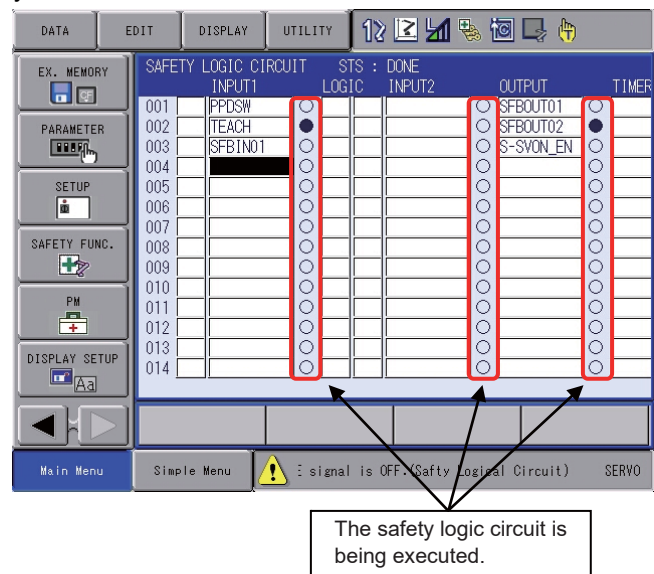 DATA EDIT DISPLAY UTILITY
EX. MEMORY
CF
PARAMETER
SETUP
SAFETY FUNC.
PM
DISPLAY SETUP
Aa
SAFETY LOGIC CIRCUIT STS : DONE
INPUT1 LOGIC INPUT2 OUTPUT TIMER
001 PPDSW SFBOUT01
002 TEACH SFBOUT02
003 SFBIN01 S-SVON_EN
004
005
006
007
008
009
010
011
012
013
014
Main Menu Simple Menu signal is OFF.(Safty Logical Circuit) SERVO
The safety logic circuit is
being executed.